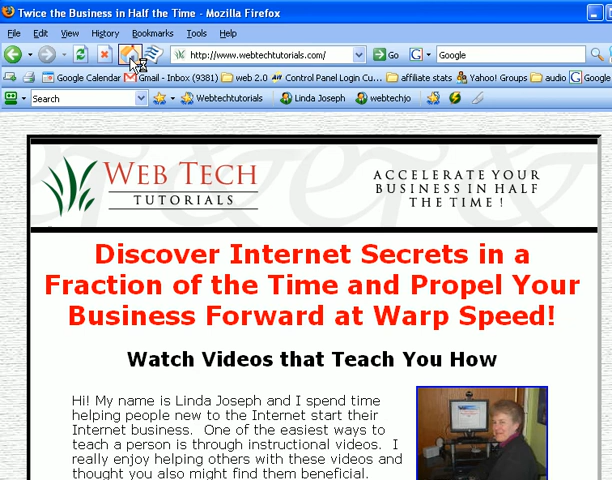 Twice the Business in Half the Time - Mozilla Firefox
File Edit View History Bookmarks Tools Help
http://www.webtechtutorials.com/ Go G Google
Google Calendar Gmail - Inbox (9381) web 2.0 Control Panel Login Cu... affiliate stats Yahoo! Groups audio Goog
Search Webtechtutorials Linda Joseph webtechjo
WEB TECH
TUTORIALS
ACCELERATE YOUR
BUSINESS IN HALF
THE TIME !
Discover Internet Secrets in a
Fraction of the Time and Propel Your
Business Forward at Warp Speed!
Watch Videos that Teach You How
Hi! My name is Linda Joseph and I spend time
helping people new to the Internet start their
Internet business. One of the easiest ways to
teach a person is through instructional videos. I
really enjoy helping others with these videos and
thought you also might find them beneficial.